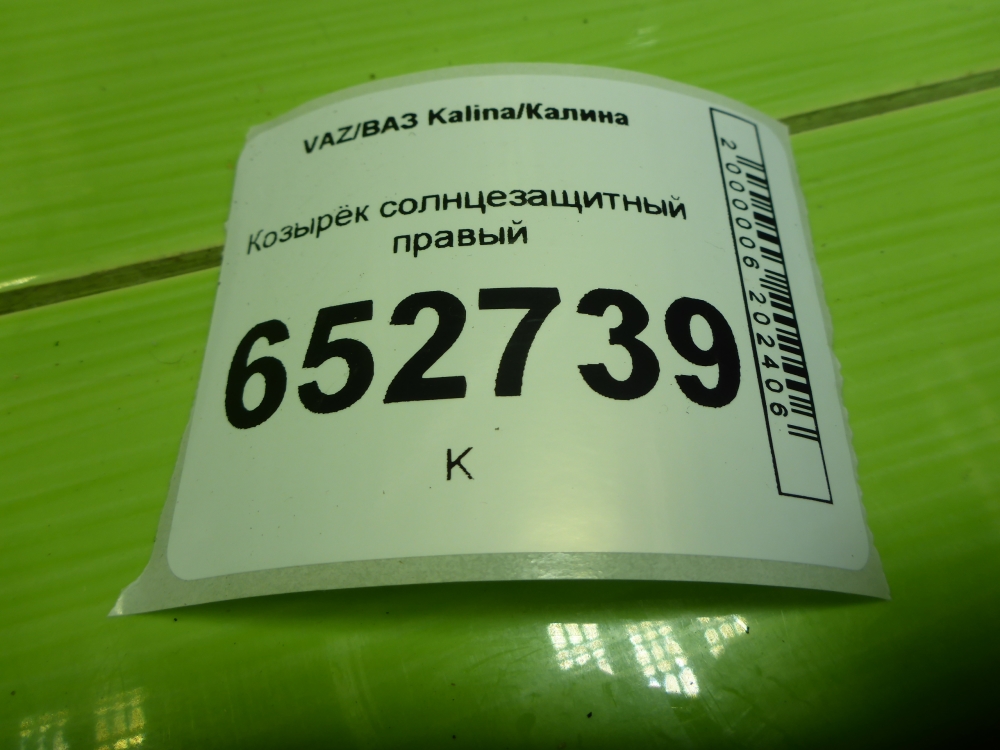 VAZ/ВАЗ Kalina/Калина
Козырёк солнцезащитный
правый
652739
К
2000006202406